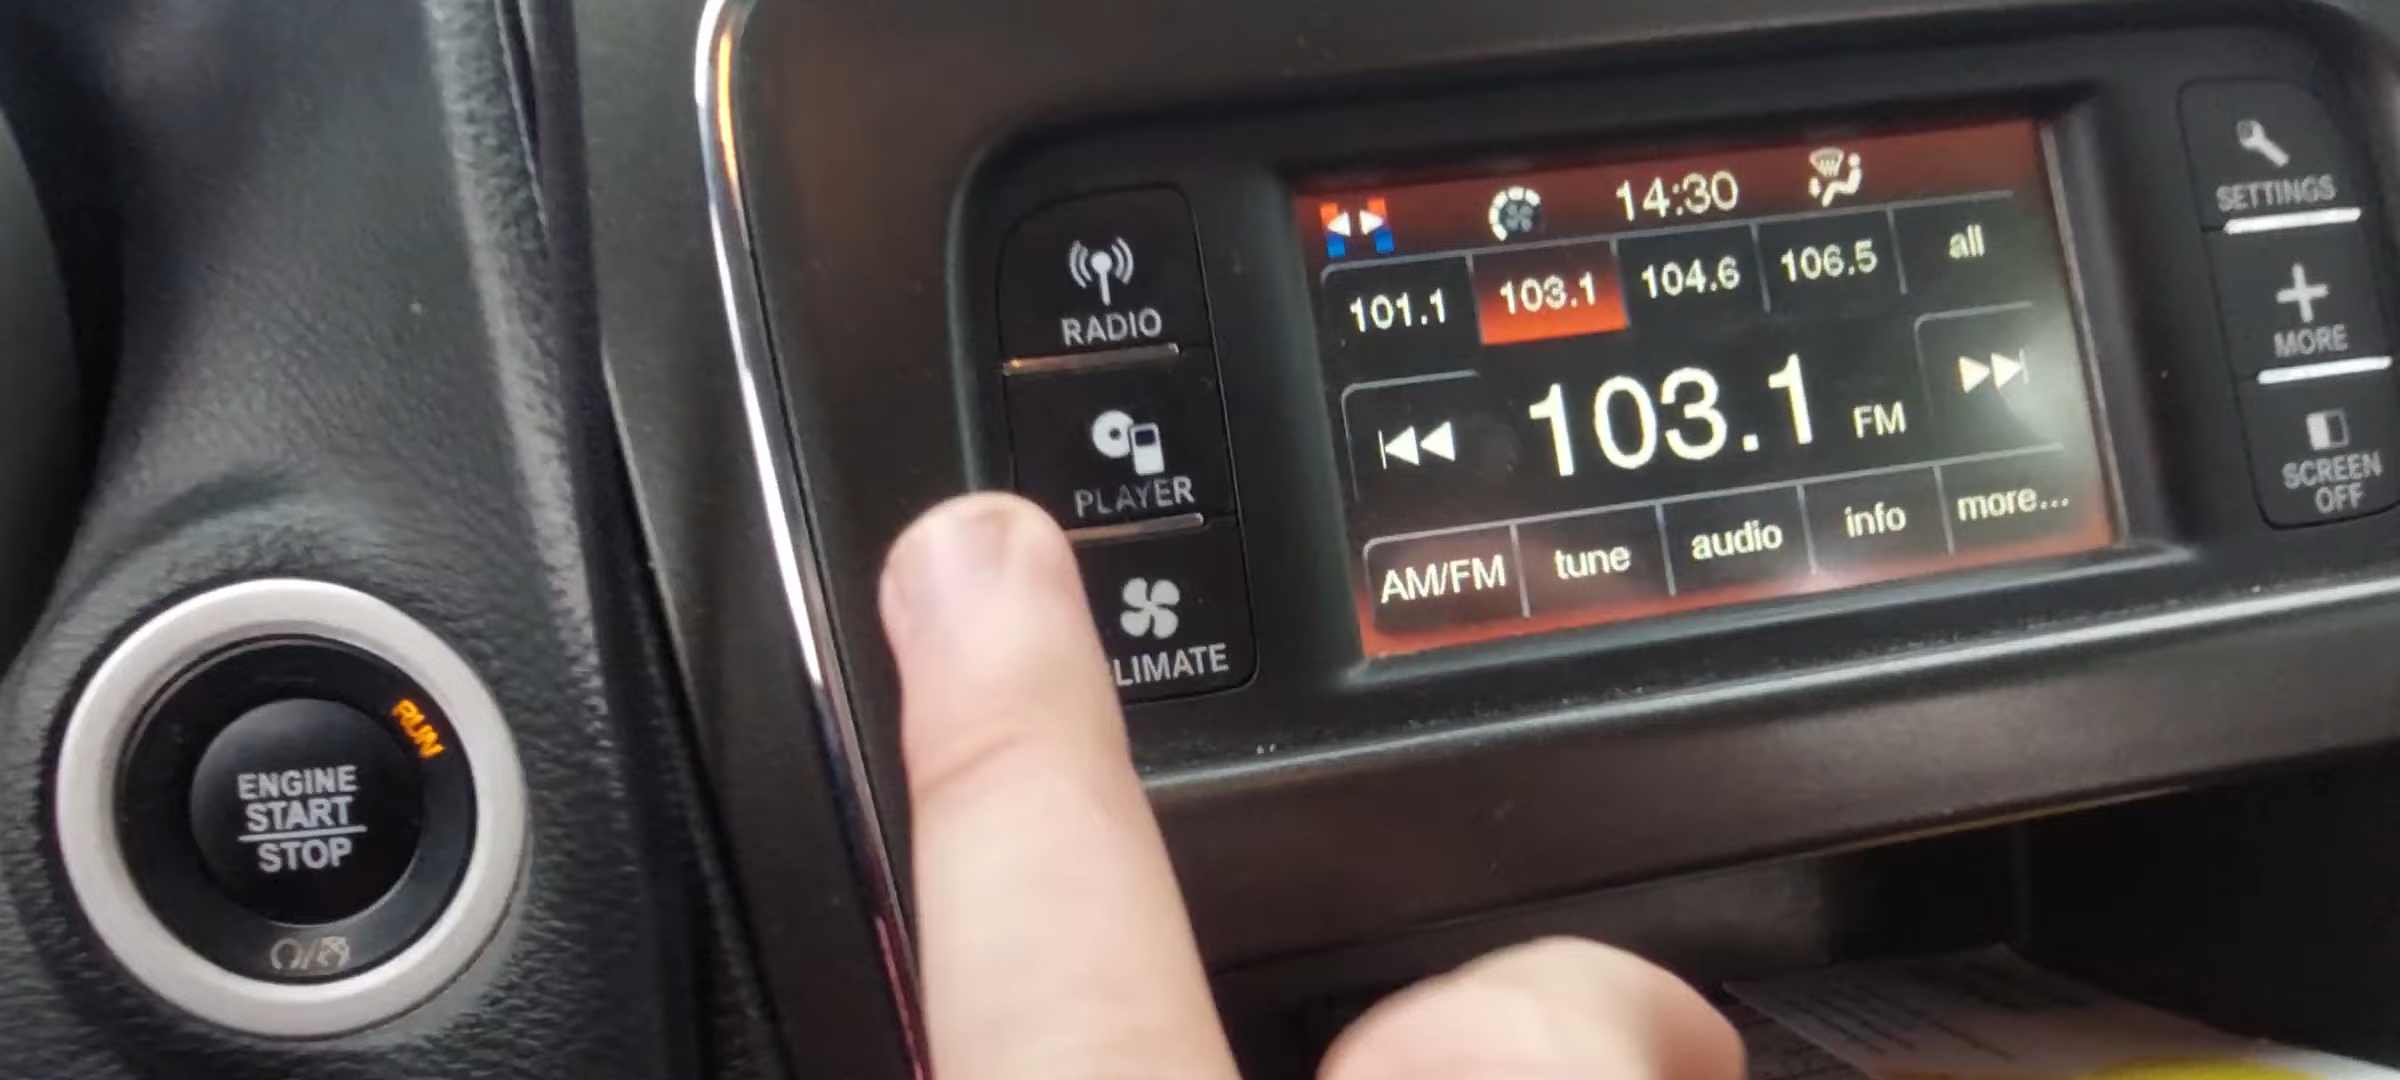 RADIO
PLAYER
LIMATE
14:30
101.1 103.1 104.6 106.5 all
103.1 FM
AM/FM tune audio info more...
SETTINGS
MORE
SCREEN
OFF
RUN
ENGINE
START
STOP